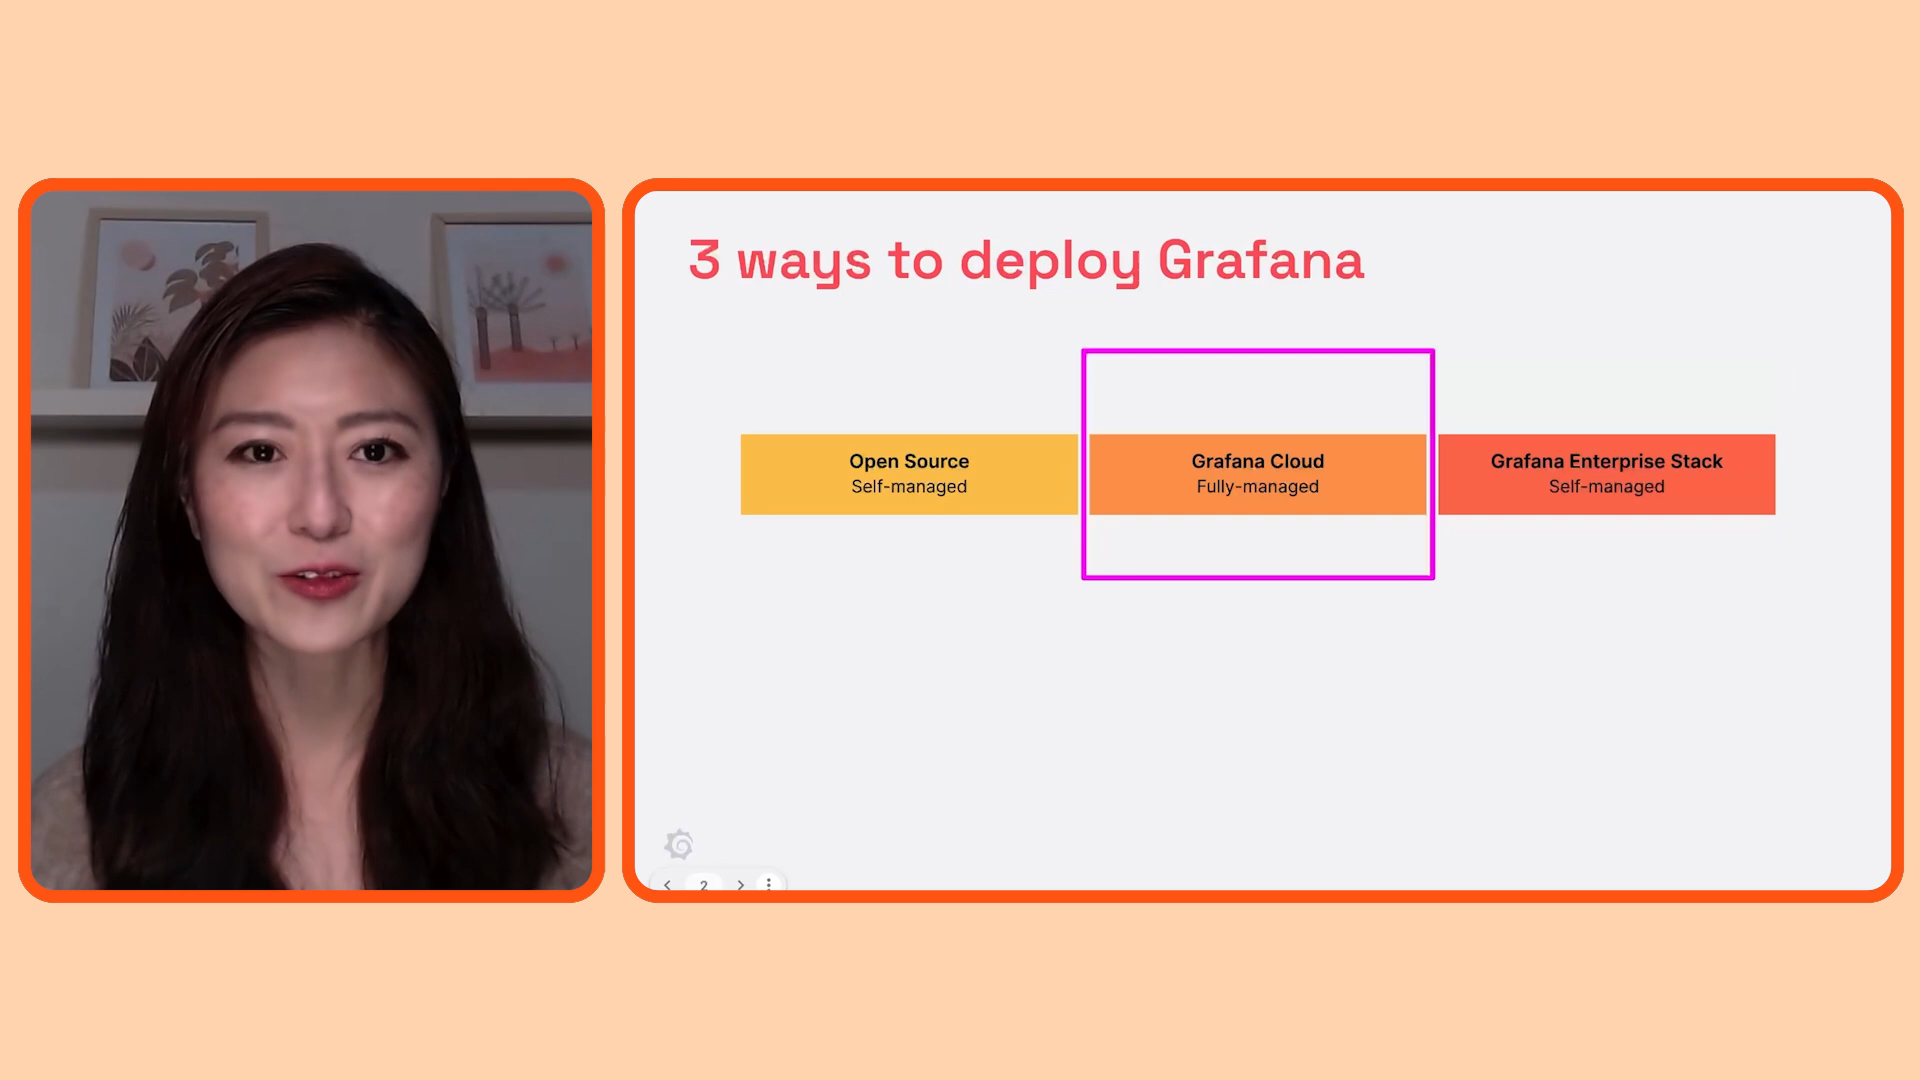 3 ways to deploy Grafana
Open Source
Self-managed
Grafana Cloud
Fully-managed
Grafana Enterprise Stack
Self-managed
2